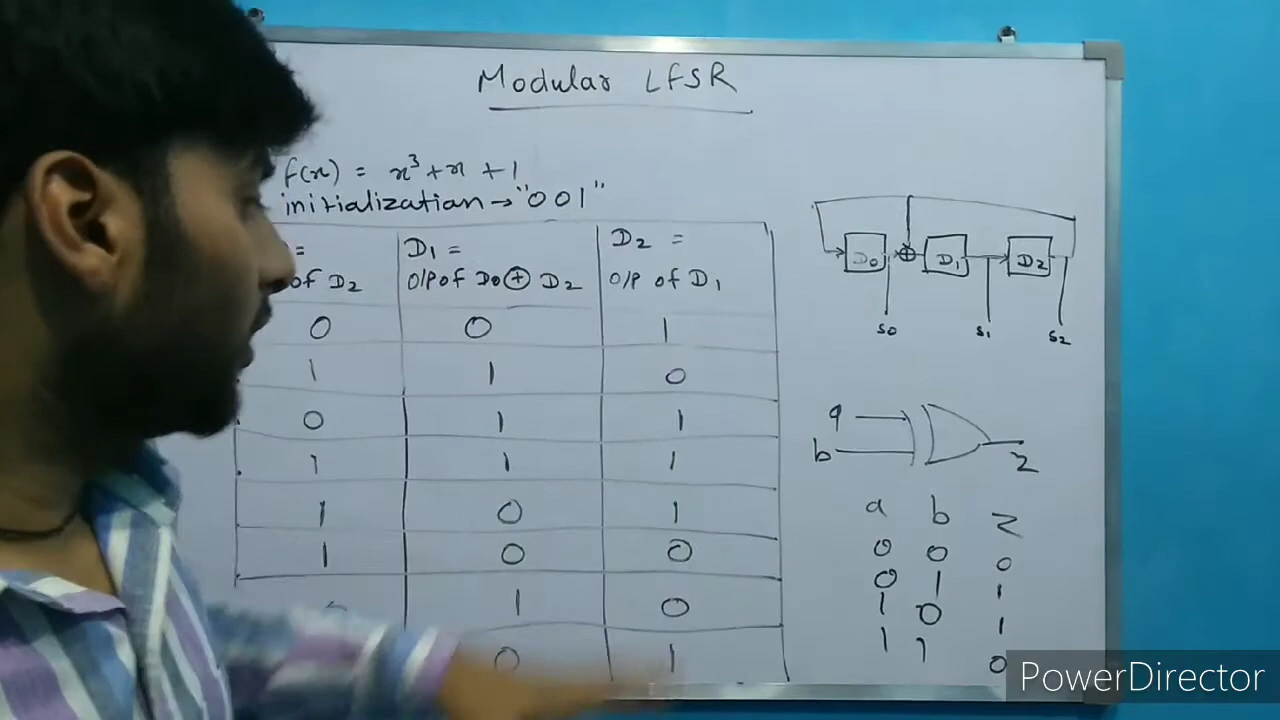 Modular LFSR
f(x) = x³ + x + 1
initialization → "001"
= of D2
D1 = O/P of D0 ⊕ D2
D2 = O/P of D1
0 0 1
1 1 0
0 1 1
1 1 1
1 0 1
1 0 0
1 0
0 1
D0 ⊕ D1 D2
S0 S1 S2
a
b
Z
a b Z
0 0 0
0 1 1
1 0 1
1 1 0
PowerDirector